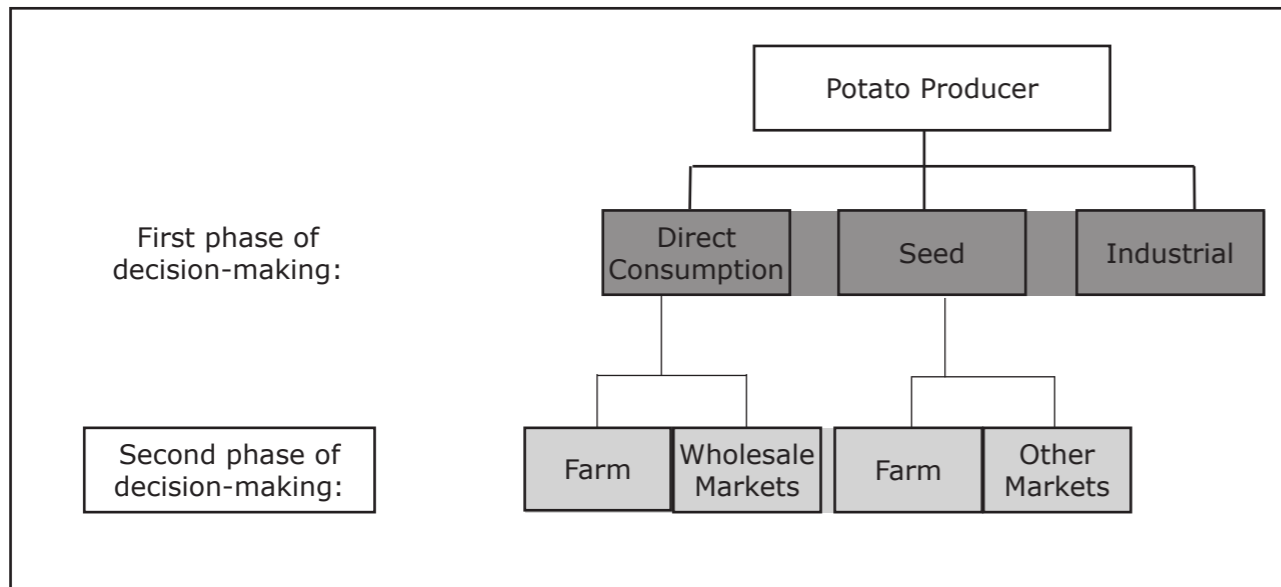 Potato Producer
First phase of
decision-making:
Direct
Consumption
Seed
Industrial
Second phase of
decision-making:
Farm
Wholesale
Markets
Farm
Other
Markets